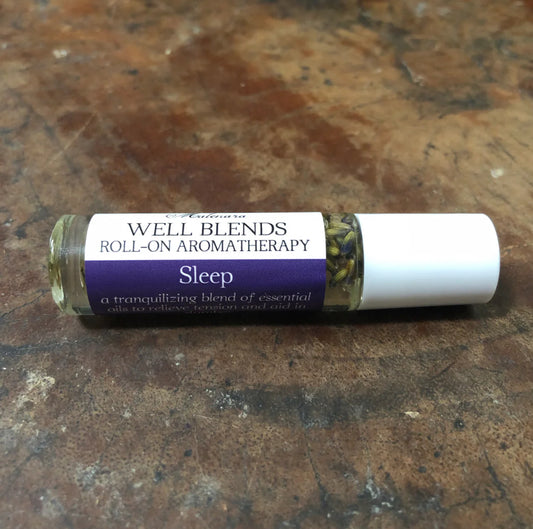 WELL BLENDS
ROLL-ON AROMATHERAPY
Sleep
a tranquilizing blend of essential
oils to relieve tension and aid in